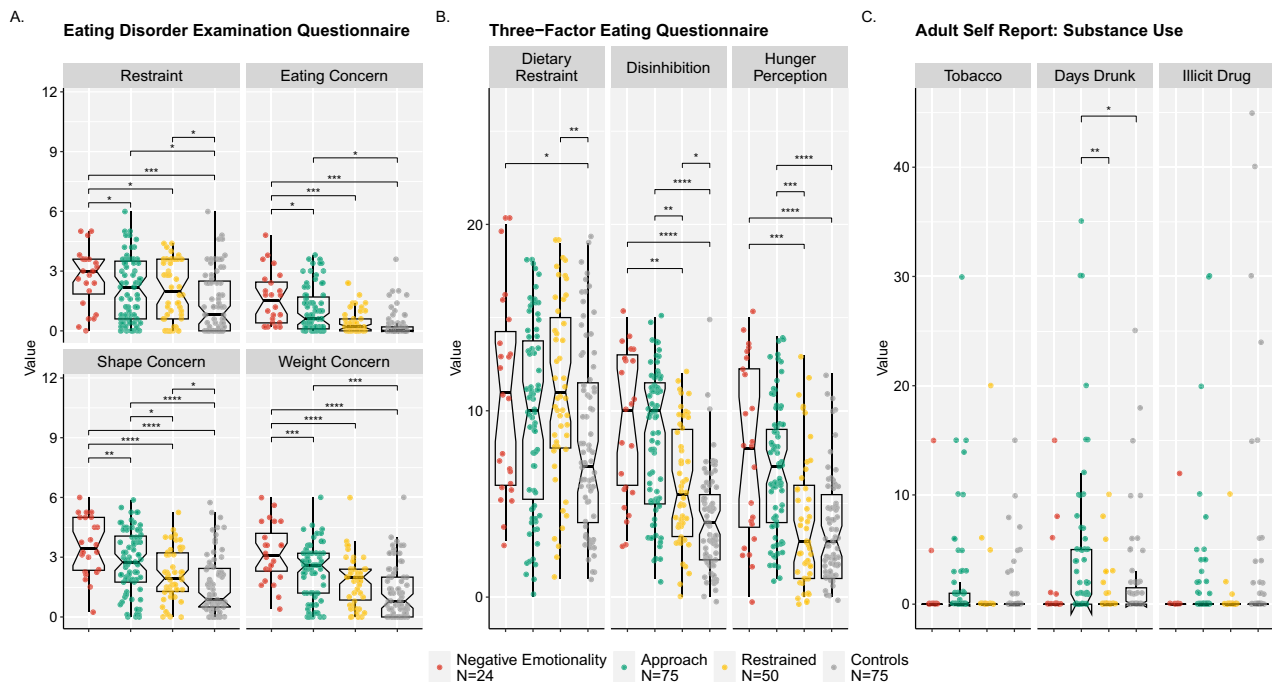 A.
Eating Disorder Examination Questionnaire
Restraint
Eating Concern
12
9
6
3
0
*
*
***
*
*
*
***
***
*
Value
Shape Concern
Weight Concern
12
9
6
3
0
*
****
*
****
****
**
***
****
****
***
B.
Three−Factor Eating Questionnaire
Dietary
Restraint
Disinhibition
Hunger
Perception
20
10
0
Value
**
*
*
****
**
****
**
****
***
****
***
C.
Adult Self Report: Substance Use
Tobacco
Days Drunk
Illicit Drug
40
30
20
10
0
Value
*
**
Negative Emotionality
N=24
Approach
N=75
Restrained
N=50
Controls
N=75